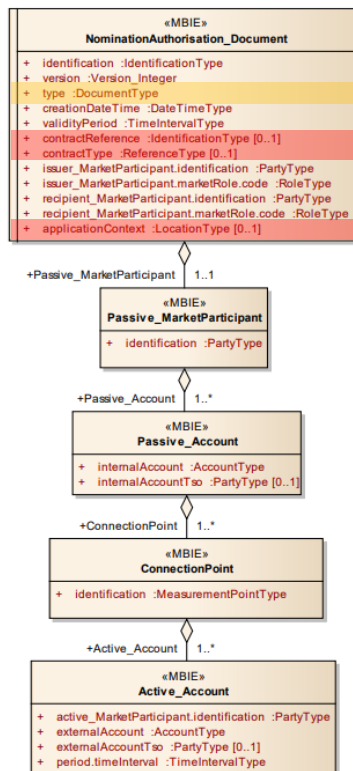 «MBIE»
NominationAuthorisation_Document
+ identification :IdentificationType
+ version :Version_Integer
+ type :DocumentType
+ creationDateTime :DateTimeType
+ validityPeriod :TimeIntervalType
+ contractReference :IdentificationType [0..1]
+ contractType :ReferenceType [0..1]
+ issuer_MarketParticipant.identification :PartyType
+ issuer_MarketParticipant.marketRole.code :RoleType
+ recipient_MarketParticipant.identification :PartyType
+ recipient_MarketParticipant.marketRole.code :RoleType
+ applicationContext :LocationType [0..1]
+Passive_MarketParticipant 1..1
«MBIE»
Passive_MarketParticipant
+ identification :PartyType
+Passive_Account 1..*
«MBIE»
Passive_Account
+ internalAccount :AccountType
+ internalAccountTso :PartyType [0..1]
+ConnectionPoint 1..*
«MBIE»
ConnectionPoint
+ identification :MeasurementPointType
+Active_Account 1..*
«MBIE»
Active_Account
+ active_MarketParticipant.identification :PartyType
+ externalAccount :AccountType
+ externalAccountTso :PartyType [0..1]
+ period.timeInterval :TimeIntervalType